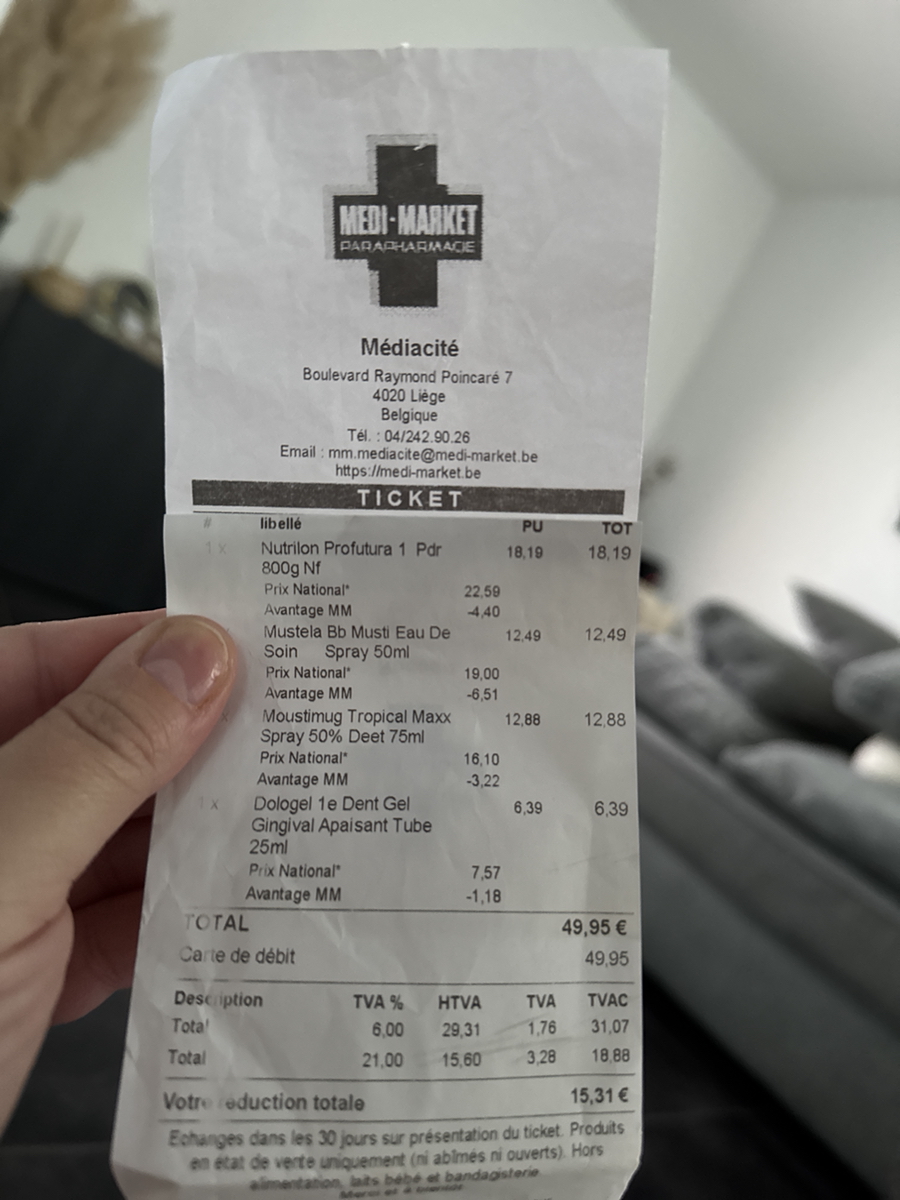 MEDI-MARKET
PARAPHARMACIE
Médiacité
Boulevard Raymond Poincaré 7
4020 Liège
Belgique
Tél. : 04/242.90.26
Email : mm.mediacite@medi-market.be
https://medi-market.be
TICKET
# libellé PU TOT
1 x Nutrilon Profutura 1 Pdr 18,19 18,19
800g Nf
Prix National* 22,59
Avantage MM -4,40
Mustela Bb Musti Eau De 12,49 12,49
Soin Spray 50ml
Prix National* 19,00
Avantage MM -6,51
x Moustimug Tropical Maxx 12,88 12,88
Spray 50% Deet 75ml
Prix National* 16,10
Avantage MM -3,22
1 x Dologel 1e Dent Gel 6,39 6,39
Gingival Apaisant Tube
25ml
Prix National* 7,57
Avantage MM -1,18
TOTAL 49,95 €
Carte de débit 49,95
Description TVA % HTVA TVA TVAC
Total 6,00 29,31 1,76 31,07
Total 21,00 15,60 3,28 18,88
Votre réduction totale 15,31 €
Echanges dans les 30 jours sur présentation du ticket. Produits
en état de vente uniquement (ni abîmés ni ouverts). Hors
alimentation, laits bébé et bandagisterie
Merci et à bientôt